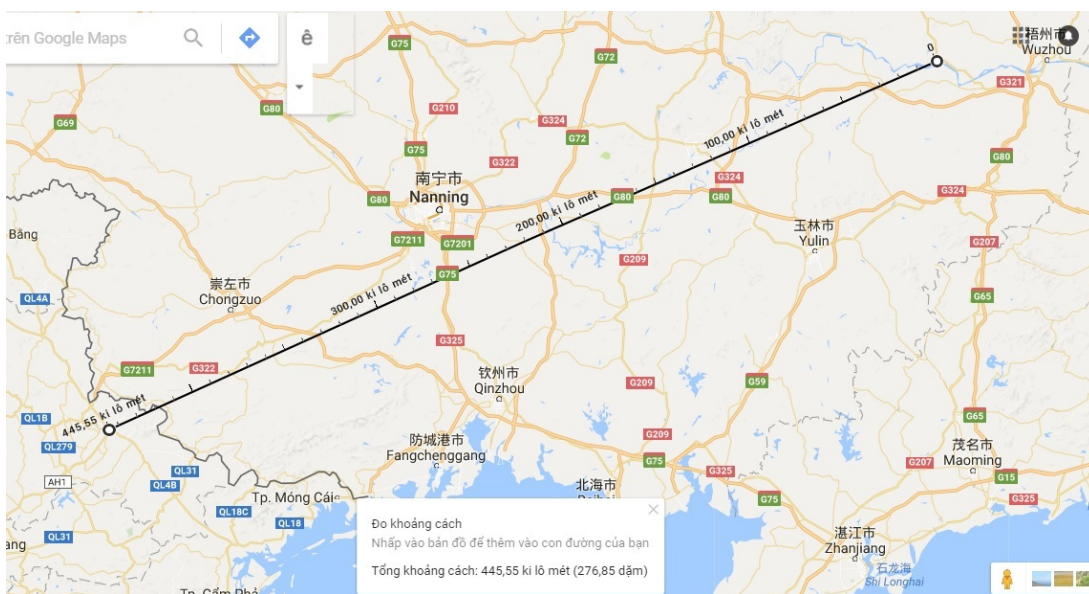 trên Google Maps
ê
梧州市
Wuzhou
0
G75
G72
G80
G321
G210
G69
G324
G72
G75
G322
100,00 ki lô mét
G80
南宁市
Nanning
G324
G324
G80
G80
G80
200,00 ki lô mét
玉林市
Yulin
Bằng
G7211
G7201
G207
G209
G75
崇左市
Chongzuo
300,00 ki lô mét
QL4A
G65
G325
G7211
G322
钦州市
Qinzhou
G209
G59
445,55 ki lô mét
QL1B
G65
QL279
防城港市
Fangchenggang
G209
茂名市
Maoming
G75
G207
QL31
G325
AH1
QL4B
北海市
G15
Tp. Móng Cái
G75
G325
QL18C
QL18
QL31
ang
Đo khoảng cách
Nhấp vào bản đồ để thêm vào con đường của bạn
Tổng khoảng cách: 445,55 ki lô mét (276,85 dặm)
湛江市
Zhanjiang
石龙海
Shi Longhai